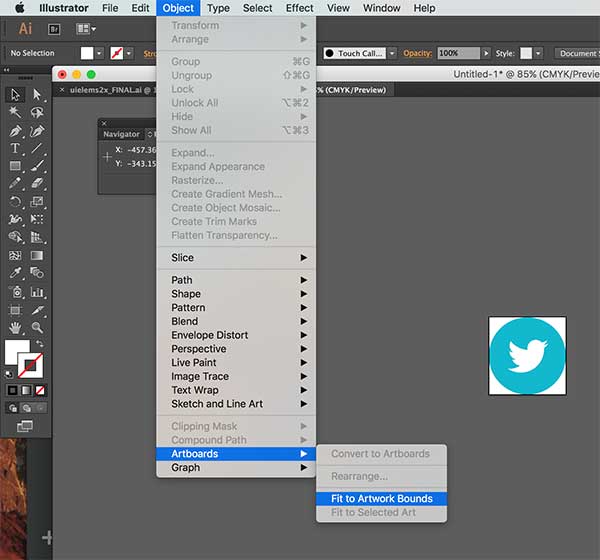 Illustrator File Edit Object Type Select Effect View Window Help
Ai Br
No Selection
Touch Call...
Opacity: 100%
Style:
Document S
Untitled-1* @ 85% (CMYK/Preview)
× uielems2x_FINAL.ai @
% (CMYK/Preview)
Navigator
X: -457.36
Y: -343.15
Transform
Arrange
Group ⌘G
Ungroup ⇧⌘G
Lock
Unlock All ⌥⌘2
Hide
Show All ⌥⌘3
Expand...
Expand Appearance
Rasterize...
Create Gradient Mesh...
Create Object Mosaic...
Create Trim Marks
Flatten Transparency...
Slice
Path
Shape
Pattern
Blend
Envelope Distort
Perspective
Live Paint
Image Trace
Text Wrap
Sketch and Line Art
Clipping Mask
Compound Path
Artboards
Graph
Convert to Artboards
Rearrange...
Fit to Artwork Bounds
Fit to Selected Art